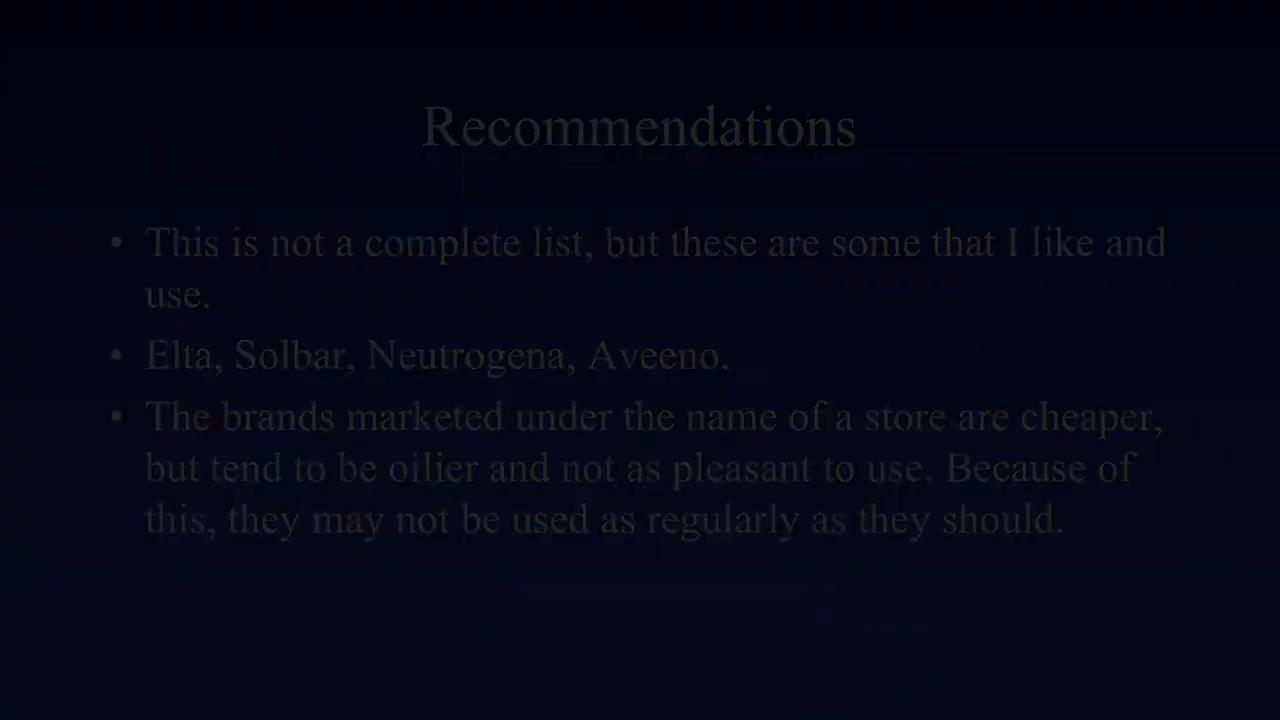 Recommendations
• This is not a complete list, but these are some that I like and
use.
• Elta, Solbar, Neutrogena, Aveeno.
• The brands marketed under the name of a store are cheaper,
but tend to be oilier and not as pleasant to use. Because of
this, they may not be used as regularly as they should.